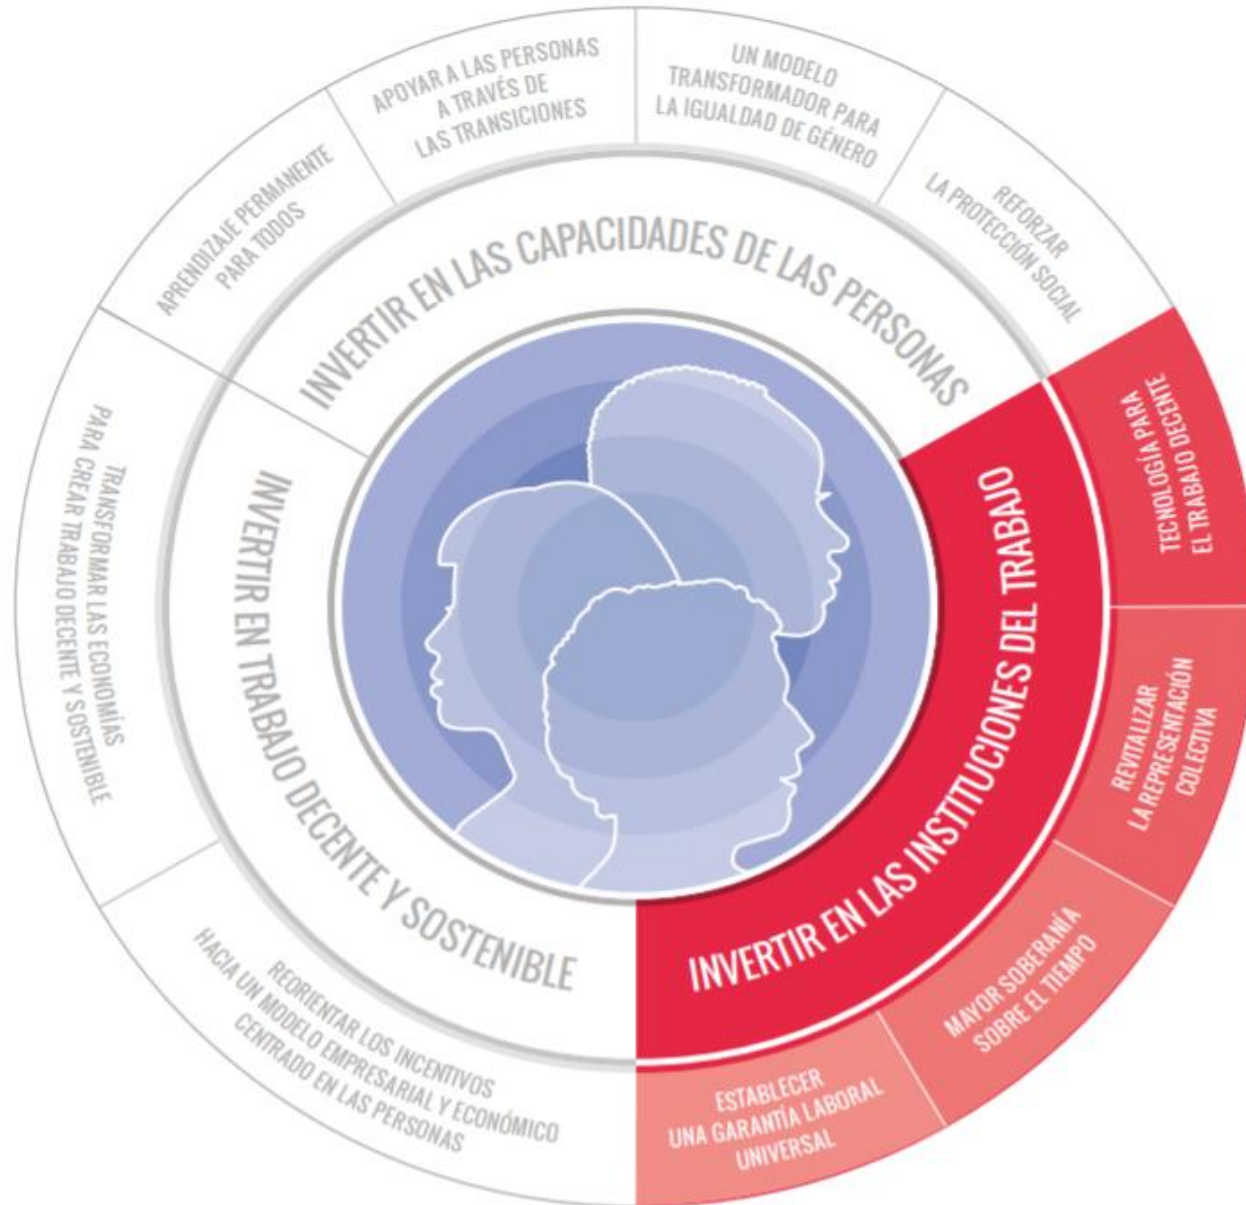 APOYAR A LAS PERSONAS
A TRAVÉS DE
LAS TRANSICIONES
UN MODELO
TRANSFORMADOR PARA
LA IGUALDAD DE GÉNERO
REFORZAR
LA PROTECCIÓN SOCIAL
APRENDIZAJE PERMANENTE
PARA TODOS
INVERTIR EN LAS CAPACIDADES DE LAS PERSONAS
TECNOLOGÍA PARA
EL TRABAJO DECENTE
REVITALIZAR
LA REPRESENTACIÓN
COLECTIVA
MAYOR SOBERANÍA
SOBRE EL TIEMPO
ESTABLECER
UNA GARANTÍA LABORAL
UNIVERSAL
INVERTIR EN LAS INSTITUCIONES DEL TRABAJO
TRANSFORMAR LAS ECONOMÍAS
PARA CREAR TRABAJO DECENTE Y SOSTENIBLE
REORIENTAR LOS INCENTIVOS
HACIA UN MODELO EMPRESARIAL Y ECONÓMICO
CENTRADO EN LAS PERSONAS
INVERTIR EN TRABAJO DECENTE Y SOSTENIBLE